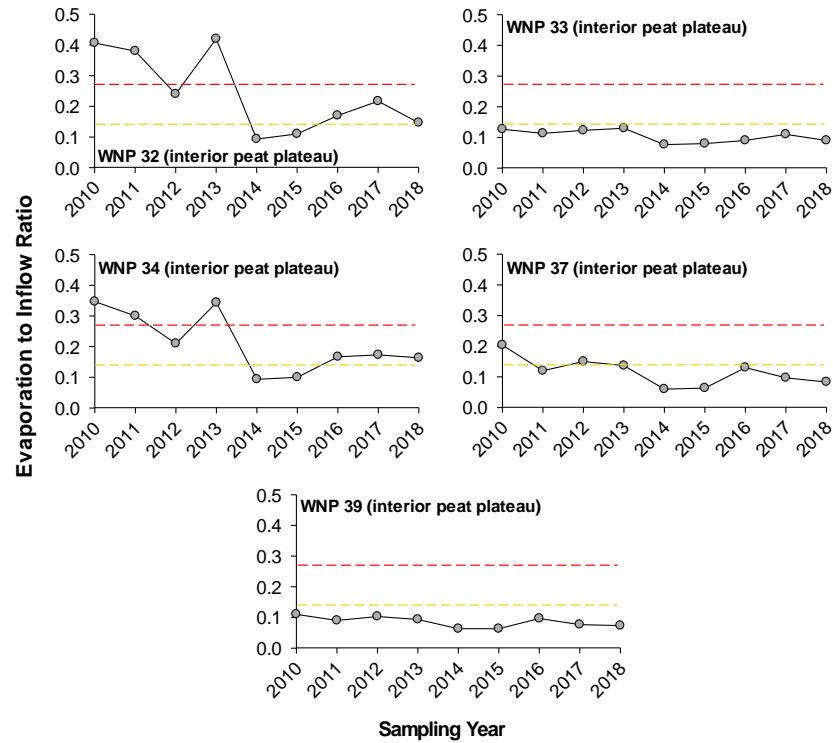 Evaporation to Inflow Ratio
0.5
0.4
0.3
0.2
0.1
0.0
WNP 32 (interior peat plateau)
2010 2011 2012 2013 2014 2015 2016 2017 2018
WNP 33 (interior peat plateau)
0.5
0.4
0.3
0.2
0.1
0.0
2010 2011 2012 2013 2014 2015 2016 2017 2018
WNP 34 (interior peat plateau)
0.5
0.4
0.3
0.2
0.1
0.0
2010 2011 2012 2013 2014 2015 2016 2017 2018
WNP 37 (interior peat plateau)
0.5
0.4
0.3
0.2
0.1
0.0
2010 2011 2012 2013 2014 2015 2016 2017 2018
WNP 39 (interior peat plateau)
0.5
0.4
0.3
0.2
0.1
0.0
2010 2011 2012 2013 2014 2015 2016 2017 2018
Sampling Year